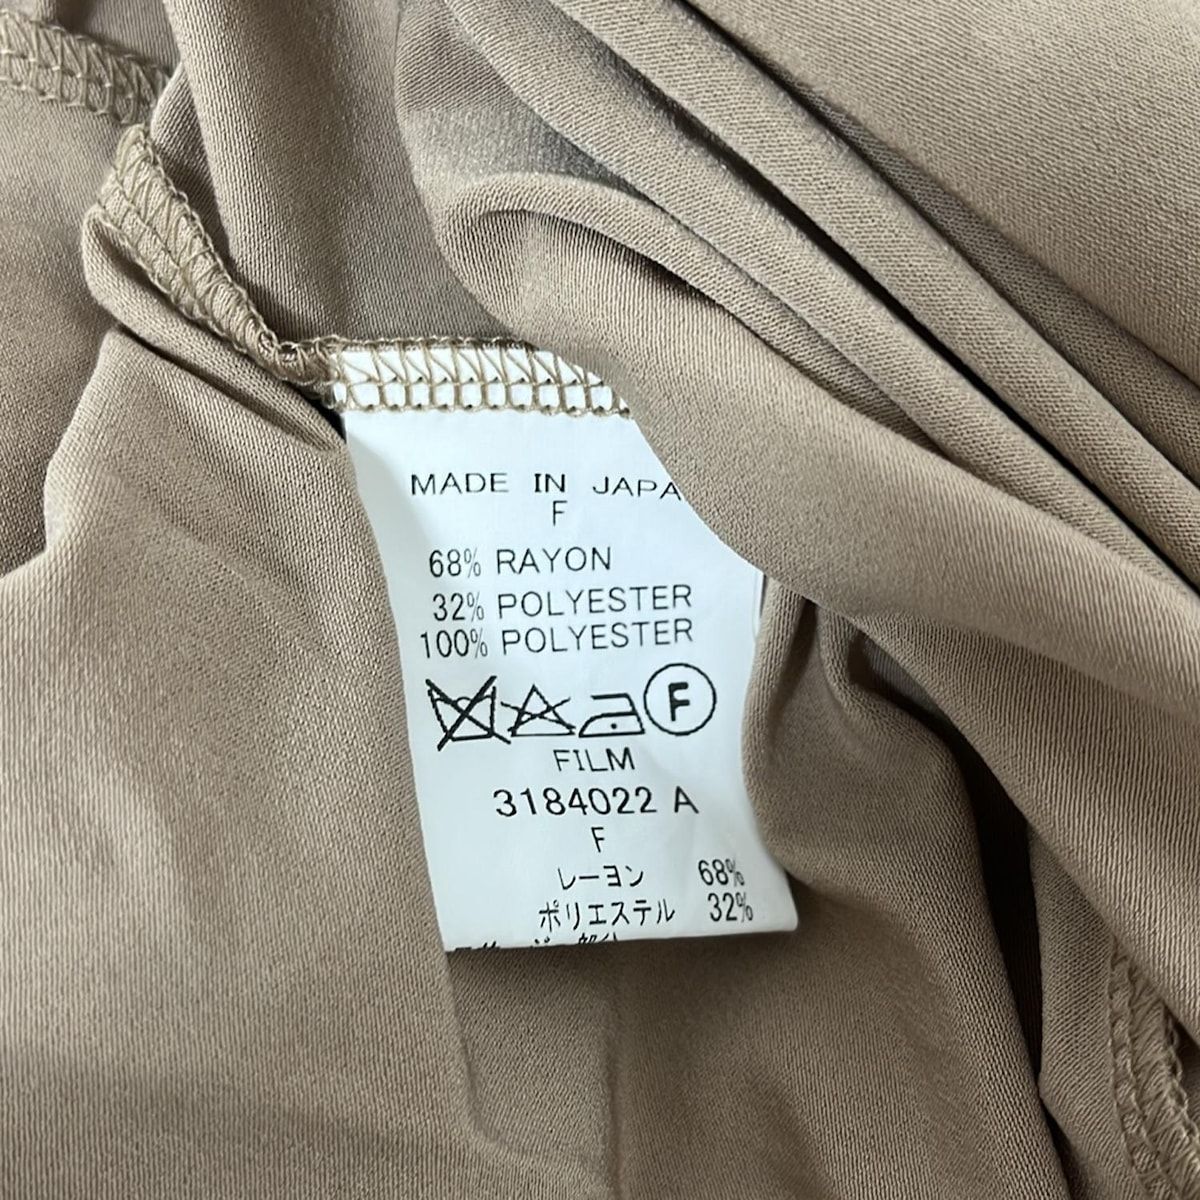 MADE IN JAPA
F
68% RAYON
32% POLYESTER
100% POLYESTER
F
FILM
3184022 A
F
レーヨン 68%
ポリエステル 32%